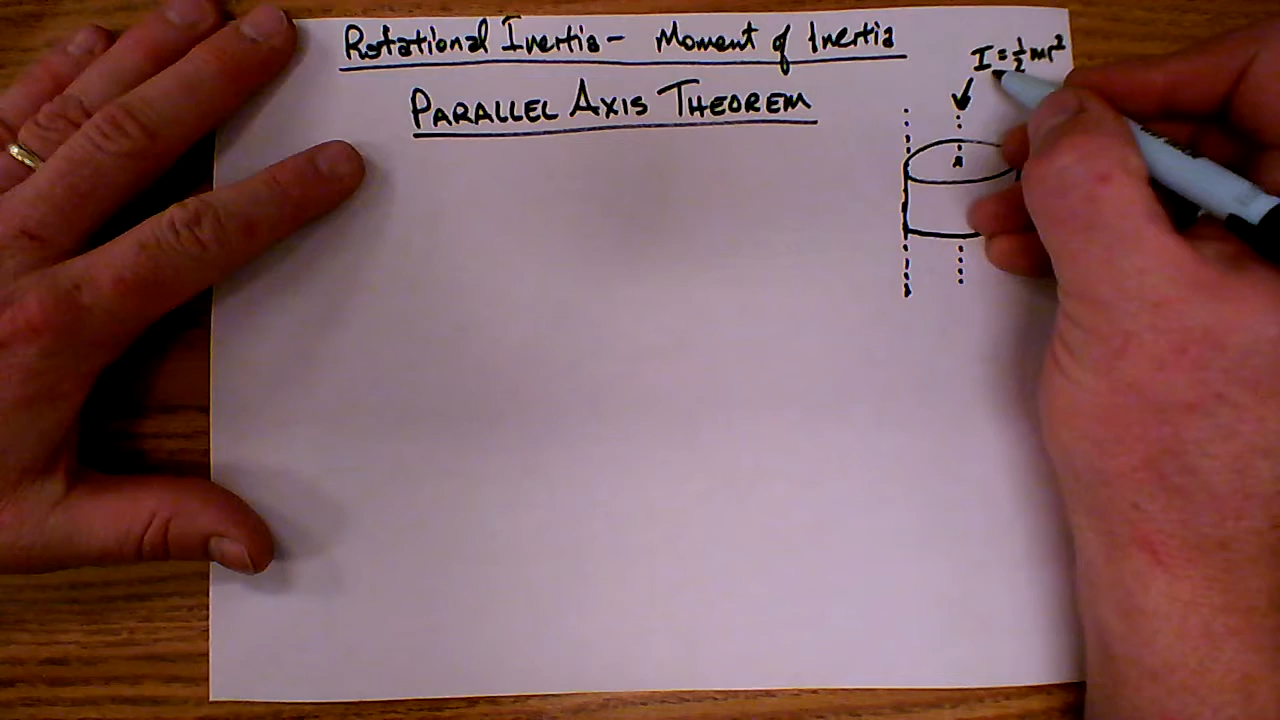 Rotational Inertia - Moment of Inertia
I = ½mr²
PARALLEL AXIS THEOREM